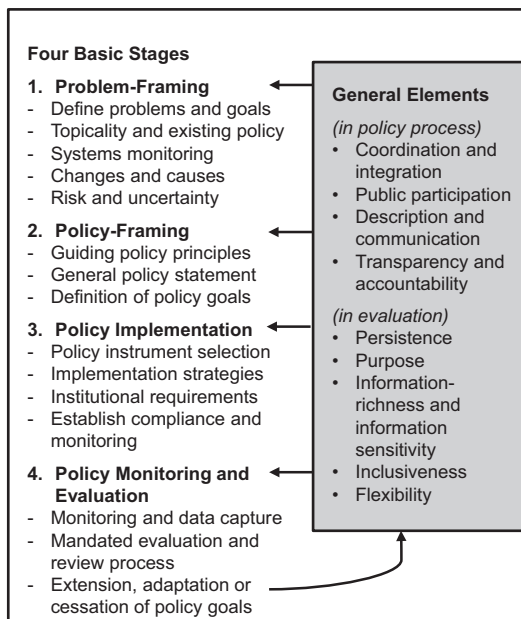 Four Basic Stages
1. Problem-Framing
- Define problems and goals
- Topicality and existing policy
- Systems monitoring
- Changes and causes
- Risk and uncertainty
2. Policy-Framing
- Guiding policy principles
- General policy statement
- Definition of policy goals
3. Policy Implementation
- Policy instrument selection
- Implementation strategies
- Institutional requirements
- Establish compliance and
monitoring
4. Policy Monitoring and
Evaluation
- Monitoring and data capture
- Mandated evaluation and
review process
- Extension, adaptation or
cessation of policy goals
General Elements
(in policy process)
• Coordination and
integration
• Public participation
• Description and
communication
• Transparency and
accountability
(in evaluation)
• Persistence
• Purpose
• Information-
richness and
information
sensitivity
• Inclusiveness
• Flexibility